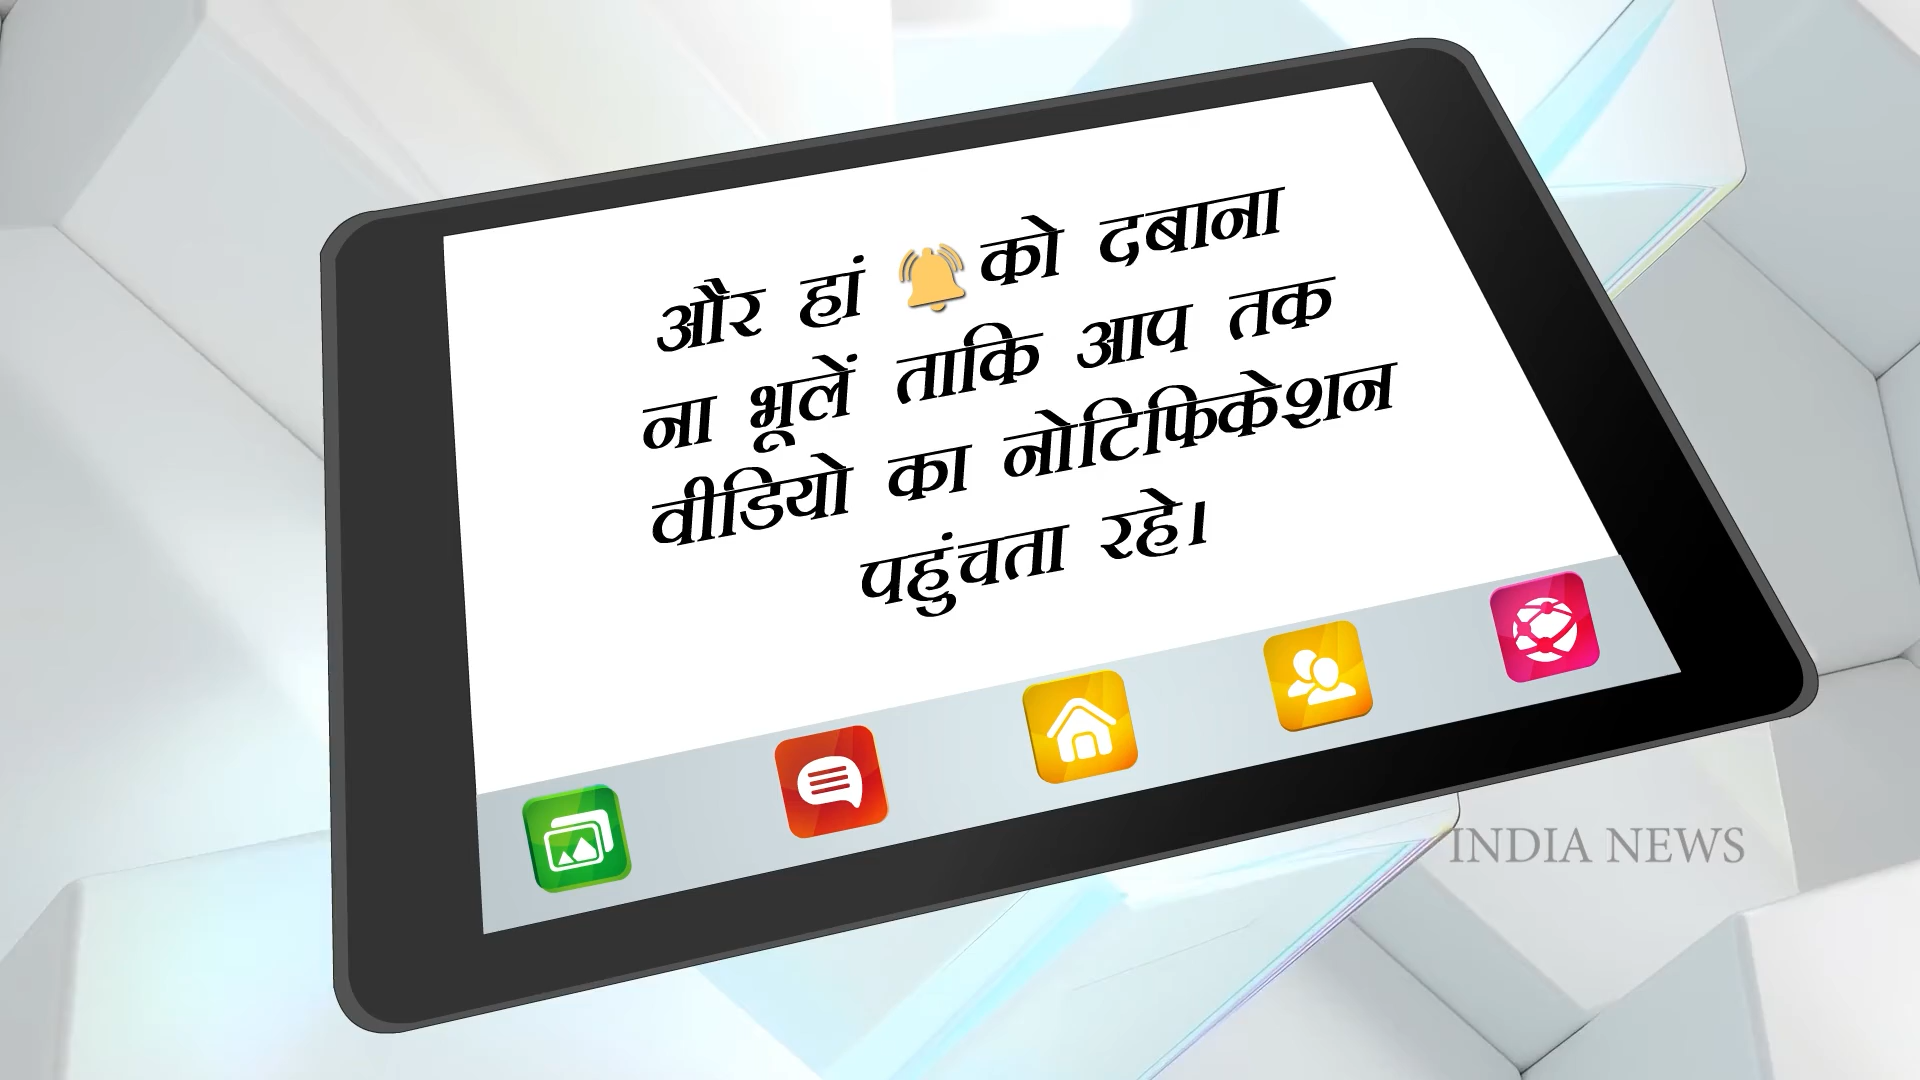 और हां 🔔 को दबाना
ना भूलें ताकि आप तक
वीडियो का नोटिफिकेशन
पहुंचता रहे।
INDIA NEWS